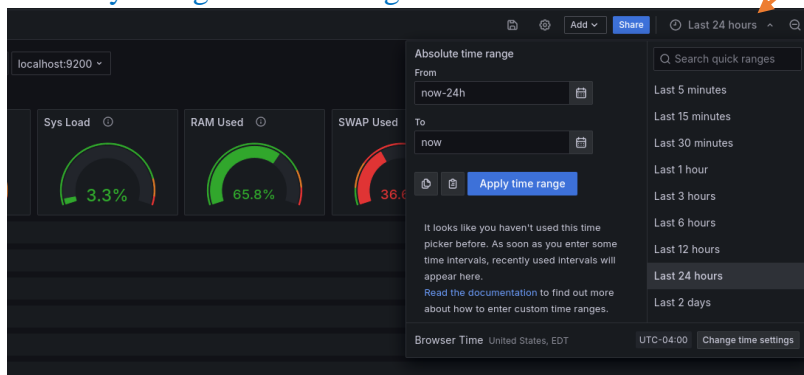 Add
Share
Last 24 hours
localhost:9200
Sys Load
3.3%
RAM Used
65.8%
SWAP Used
Absolute time range
From
now-24h
To
now
Apply time range
It looks like you haven't used this time
picker before. As soon as you enter some
time intervals, recently used intervals will
appear here.
Read the documentation to find out more
about how to enter custom time ranges.
Search quick ranges
Last 5 minutes
Last 15 minutes
Last 30 minutes
Last 1 hour
Last 3 hours
Last 6 hours
Last 12 hours
Last 24 hours
Last 2 days
Browser Time United States, EDT
UTC-04:00
Change time settings